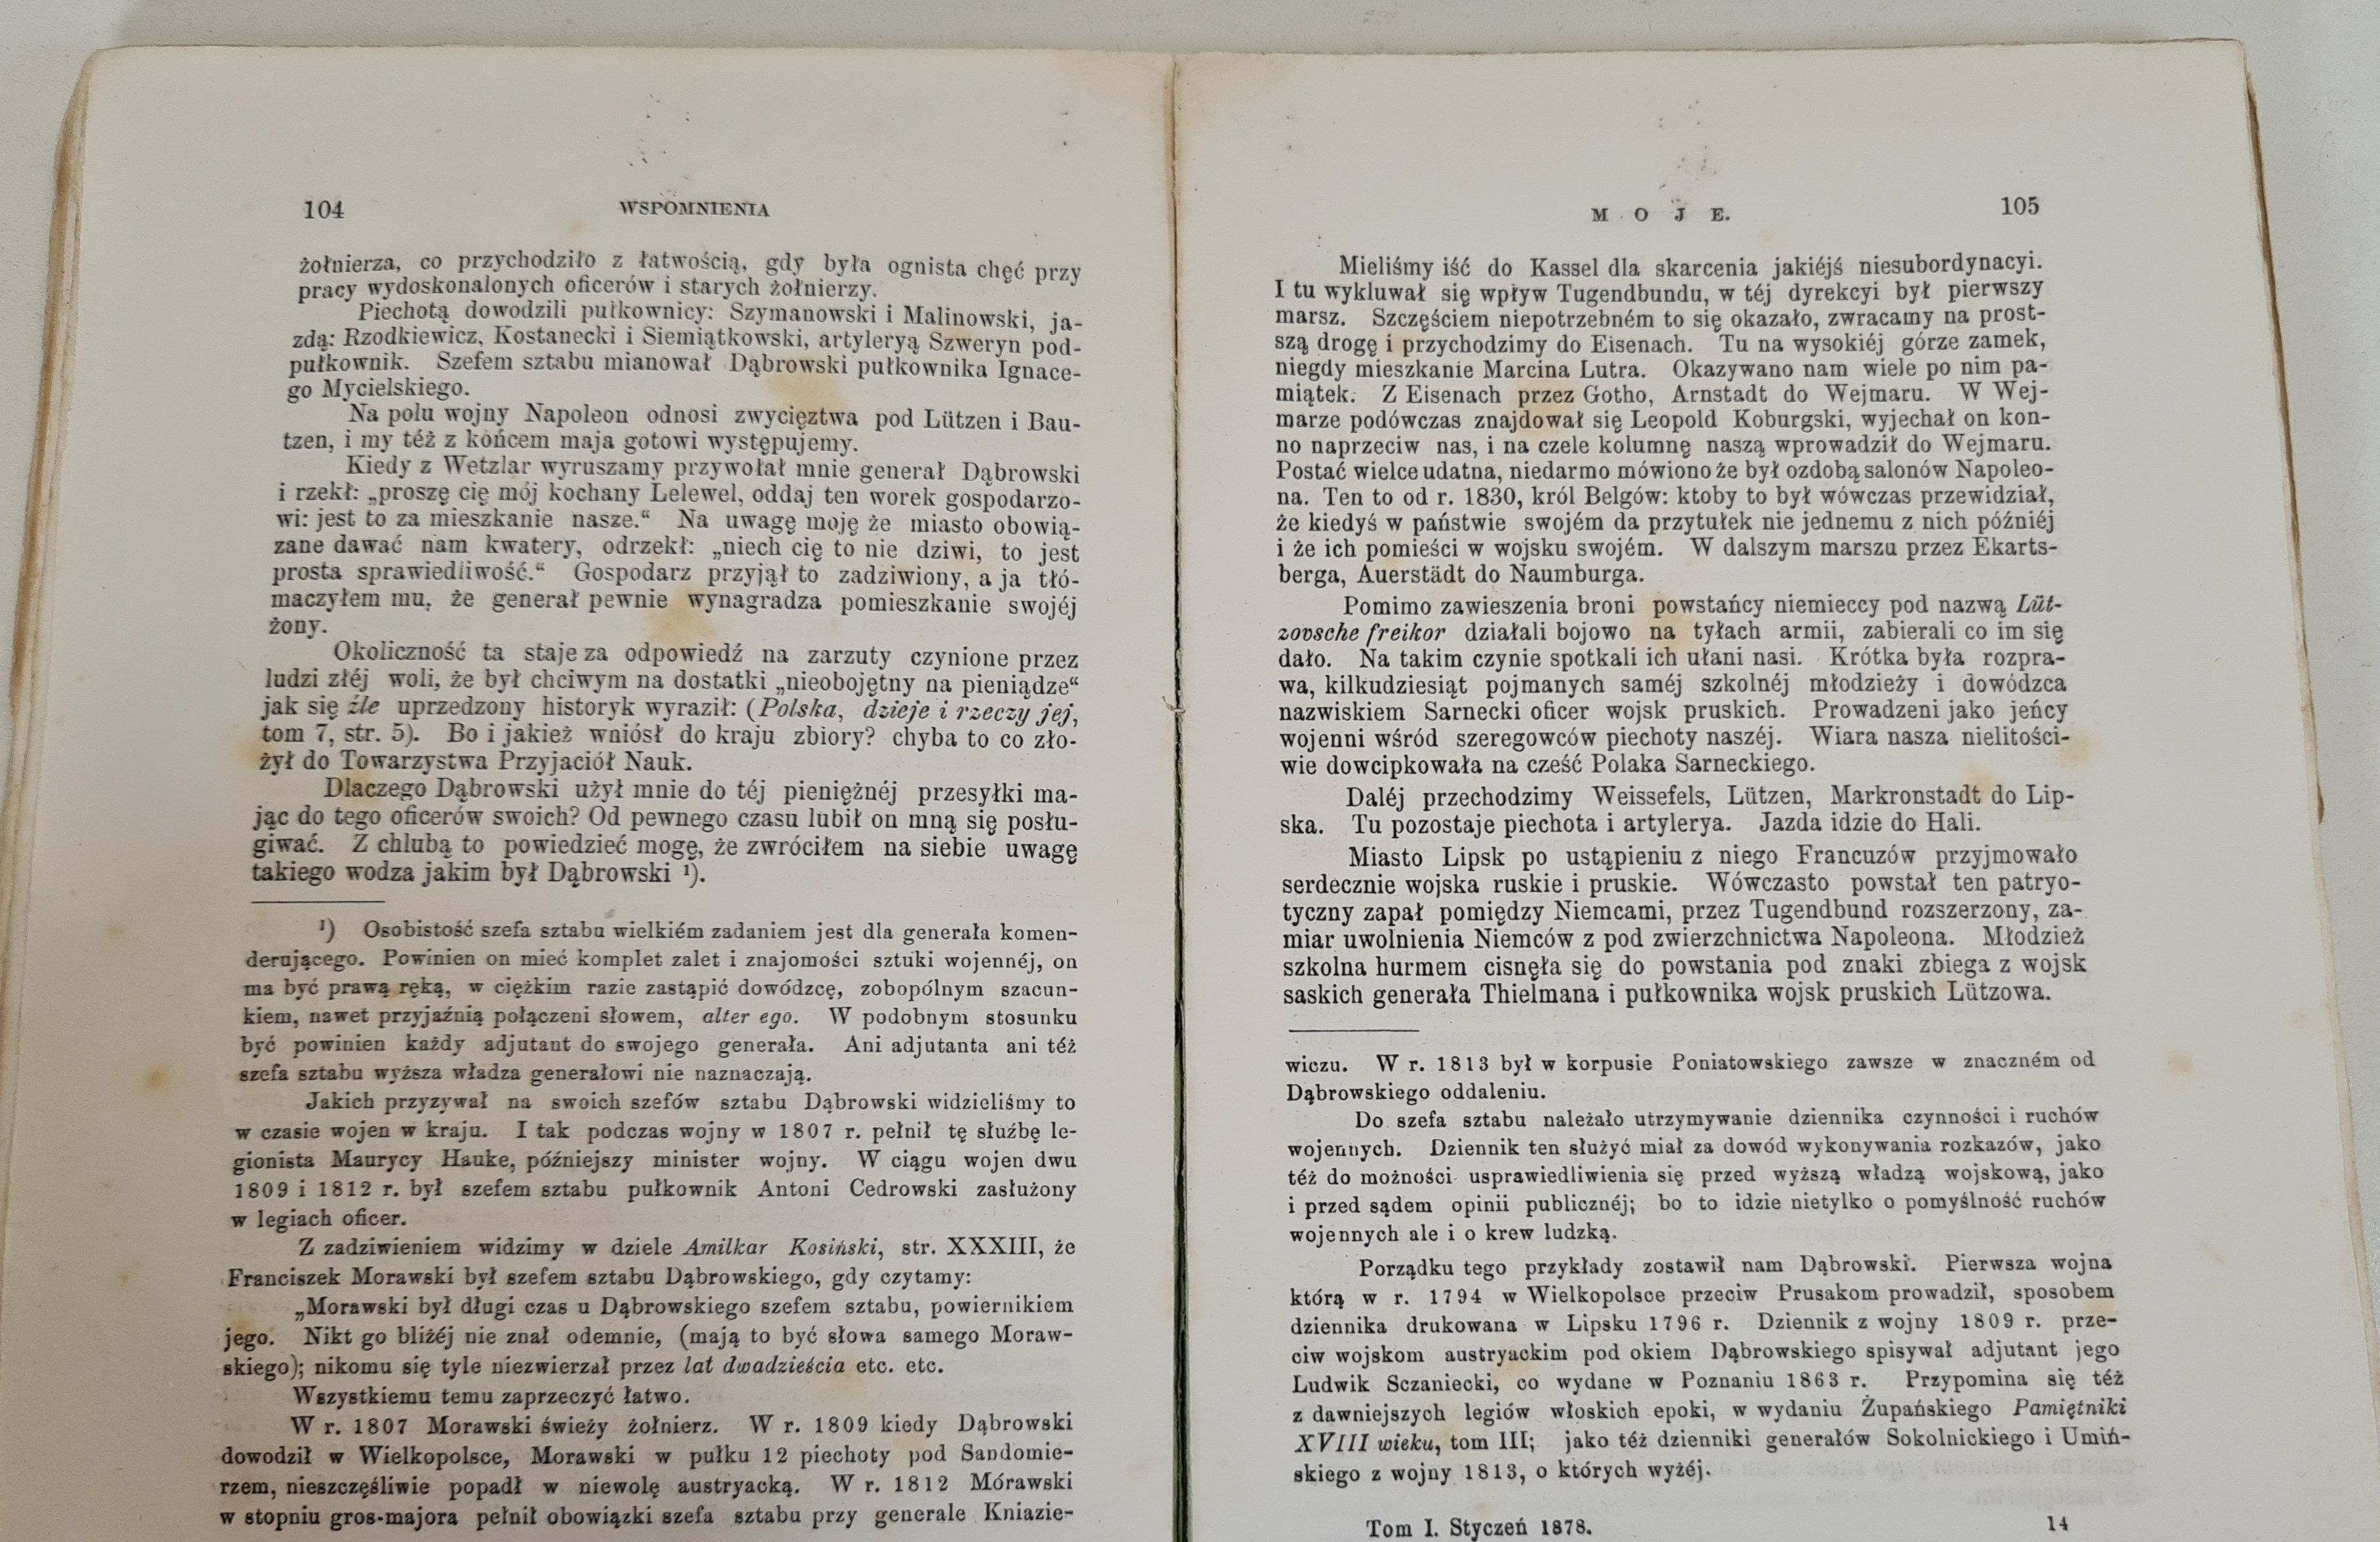 104
WSPOMNIENIA
żołnierza, co przychodziło z łatwością, gdy była ognista chęć przy
pracy wydoskonalonych oficerów i starych żołnierzy.
Piechotą dowodzili pułkownicy: Szymanowski i Malinowski, ja-
zdą: Rzodkiewicz, Kostanecki i Siemiątkowski, artyleryą Szweryn pod-
pułkownik. Szefem sztabu mianował Dąbrowski pułkownika Ignace-
go Mycielskiego.
Na polu wojny Napoleon odnosi zwycięztwa pod Lützen i Bau-
tzen, i my téż z końcem maja gotowi występujemy.
Kiedy z Wetzlar wyruszamy przywołał mnie generał Dąbrowski
i rzekł: „proszę cię mój kochany Lelewel, oddaj ten worek gospodarzo-
wi: jest to za mieszkanie nasze.“ Na uwagę moję że miasto obowią-
zane dawać nam kwatery, odrzekł: „niech cię to nie dziwi, to jest
prosta sprawiedliwość.“ Gospodarz przyjął to zadziwiony, a ja tłó-
maczyłem mu, że generał pewnie wynagradza pomieszkanie swojéj
żony.
Okoliczność ta staje za odpowiedź na zarzuty czynione przez
ludzi złéj woli, że był chciwym na dostatki „nieobojętny na pieniądze“
jak się źle uprzedzony historyk wyraził: (Polska, dzieje i rzeczy jej,
tom 7, str. 5). Bo i jakież wniósł do kraju zbiory? chyba to co zło-
żył do Towarzystwa Przyjaciół Nauk.
Dlaczego Dąbrowski użył mnie do téj pieniężnéj przesyłki ma-
jąc do tego oficerów swoich? Od pewnego czasu lubił on mną się posłu-
giwać. Z chlubą to powiedzieć mogę, że zwróciłem na siebie uwagę
takiego wodza jakim był Dąbrowski ¹).
¹) Osobistość szefa sztabu wielkiém zadaniem jest dla generała komen-
derującego. Powinien on mieć komplet zalet i znajomości sztuki wojennéj, on
ma być prawą ręką, w ciężkim razie zastąpić dowódzcę, zobopólnym szacun-
kiem, nawet przyjaźnią połączeni słowem, alter ego. W podobnym stosunku
być powinien każdy adjutant do swojego generała. Ani adjutanta ani téż
szefa sztabu wyższa władza generałowi nie naznaczają.
Jakich przyzywał na swoich szefów sztabu Dąbrowski widzieliśmy to
w czasie wojen w kraju. I tak podczas wojny w 1807 r. pełnił tę służbę le-
gionista Maurycy Hauke, późniejszy minister wojny. W ciągu wojen dwu
1809 i 1812 r. był szefem sztabu pułkownik Antoni Cedrowski zasłużony
w legiach oficer.
Z zadziwieniem widzimy w dziele Amilkar Kosiński, str. XXXIII, że
Franciszek Morawski był szefem sztabu Dąbrowskiego, gdy czytamy:
„Morawski był długi czas u Dąbrowskiego szefem sztabu, powiernikiem
jego. Nikt go bliżéj nie znał odemnie, (mają to być słowa samego Moraw-
skiego); nikomu się tyle niezwierzał przez lat dwadzieścia etc. etc.
Wszystkiemu temu zaprzeczyć łatwo.
W r. 1807 Morawski świeży żołnierz. W r. 1809 kiedy Dąbrowski
dowodził w Wielkopolsce, Morawski w pułku 12 piechoty pod Sandomie-
rzem, nieszczęśliwie popadł w niewolę austryacką. W r. 1812 Mórawski
w stopniu gros-majora pełnił obowiązki szefa sztabu przy generale Kniazie-
M O J E.
105
Mieliśmy iść do Kassel dla skarcenia jakiéjś niesubordynacyi.
I tu wykluwał się wpływ Tugendbundu, w téj dyrekcyi był pierwszy
marsz. Szczęściem niepotrzebném to się okazało, zwracamy na prost-
szą drogę i przychodzimy do Eisenach. Tu na wysokiéj górze zamek,
niegdy mieszkanie Marcina Lutra. Okazywano nam wiele po nim pa-
miątek. Z Eisenach przez Gotho, Arnstadt do Wejmaru. W Wej-
marze podówczas znajdował się Leopold Koburgski, wyjechał on kon-
no naprzeciw nas, i na czele kolumnę naszą wprowadził do Wejmaru.
Postać wielce udatna, niedarmo mówiono że był ozdobą salonów Napoleo-
na. Ten to od r. 1830, król Belgów: ktoby to był wówczas przewidział,
że kiedyś w państwie swojém da przytułek nie jednemu z nich późniéj
i że ich pomieści w wojsku swojém. W dalszym marszu przez Ekarts-
berga, Auerstädt do Naumburga.
Pomimo zawieszenia broni powstańcy niemieccy pod nazwą Lüt-
zovsche freikor działali bojowo na tyłach armii, zabierali co im się
dało. Na takim czynie spotkali ich ułani nasi. Krótka była rozpra-
wa, kilkudziesiąt pojmanych saméj szkolnéj młodzieży i dowódzca
nazwiskiem Sarnecki oficer wojsk pruskich. Prowadzeni jako jeńcy
wojenni wśród szeregowców piechoty naszéj. Wiara nasza nielitości-
wie dowcipkowała na cześć Polaka Sarneckiego.
Daléj przechodzimy Weissefels, Lützen, Markronstadt do Lip-
ska. Tu pozostaje piechota i artylerya. Jazda idzie do Hali.
Miasto Lipsk po ustąpieniu z niego Francuzów przyjmowało
serdecznie wojska ruskie i pruskie. Wówczasto powstał ten patryo-
tyczny zapał pomiędzy Niemcami, przez Tugendbund rozszerzony, za-
miar uwolnienia Niemców z pod zwierzchnictwa Napoleona. Młodzież
szkolna hurmem cisnęła się do powstania pod znaki zbiega z wojsk
saskich generała Thielmana i pułkownika wojsk pruskich Lützowa.
wiczu. W r. 1813 był w korpusie Poniatowskiego zawsze w znaczném od
Dąbrowskiego oddaleniu.
Do szefa sztabu należało utrzymywanie dziennika czynności i ruchów
wojennych. Dziennik ten służyć miał za dowód wykonywania rozkazów, jako
téż do możności usprawiedliwienia się przed wyższą władzą wojskową, jako
i przed sądem opinii publicznéj; bo to idzie nietylko o pomyślność ruchów
wojennych ale i o krew ludzką.
Porządku tego przykłady zostawił nam Dąbrowski. Pierwsza wojna
którą w r. 1794 w Wielkopolsce przeciw Prusakom prowadził, sposobem
dziennika drukowana w Lipsku 1796 r. Dziennik z wojny 1809 r. prze-
ciw wojskom austryackim pod okiem Dąbrowskiego spisywał adjutant jego
Ludwik Sczaniecki, co wydane w Poznaniu 1863 r. Przypomina się téż
z dawniejszych legiów włoskich epoki, w wydaniu Żupańskiego Pamiętniki
XVIII wieku, tom III; jako téż dzienniki generałów Sokolnickiego i Umiń-
skiego z wojny 1813, o których wyżéj.
Tom I. Styczeń 1878.
14